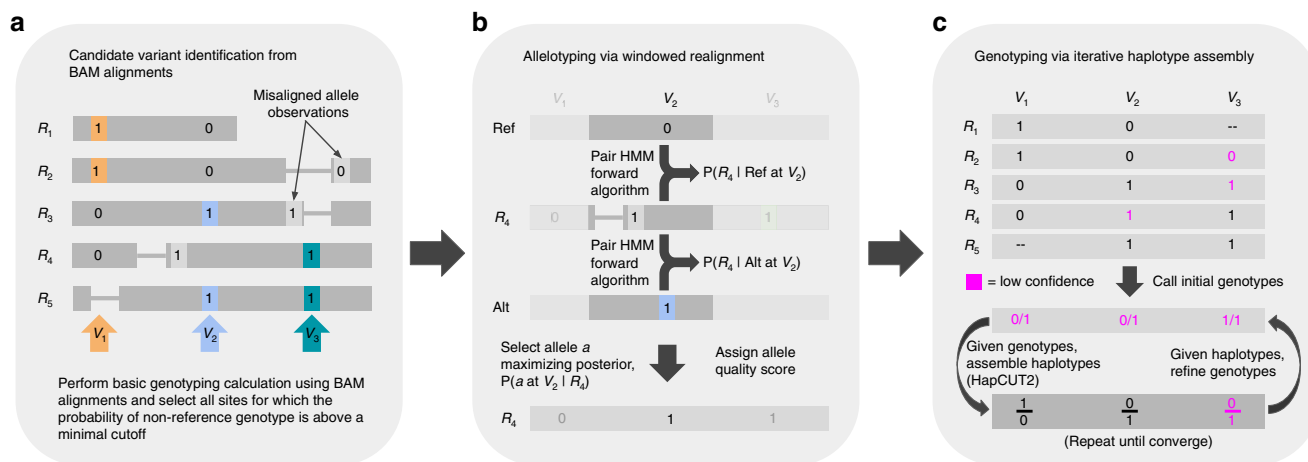 a
Candidate variant identification from
BAM alignments
Misaligned allele
observations
R1 1 0
R2 1 0 0
R3 0 1 1
R4 0 1 1
R5 1 1
V1 V2 V3
Perform basic genotyping calculation using BAM
alignments and select all sites for which the
probability of non-reference genotype is above a
minimal cutoff
b
Allelotyping via windowed realignment
V1 V2 V3
Ref 0
Pair HMM
forward
algorithm
P(R4 | Ref at V2)
R4 0 1 1
Pair HMM
forward
algorithm
P(R4 | Alt at V2)
Alt 1
Select allele a
maximizing posterior,
P(a at V2 | R4)
Assign allele
quality score
R4 0 1 1
c
Genotyping via iterative haplotype assembly
V1 V2 V3
R1 1 0 --
R2 1 0 0
R3 0 1 1
R4 0 1 1
R5 -- 1 1
= low confidence
Call initial genotypes
0/1 0/1 1/1
Given genotypes,
assemble haplotypes
(HapCUT2)
Given haplotypes,
refine genotypes
1 0 0
0 1 1
(Repeat until converge)